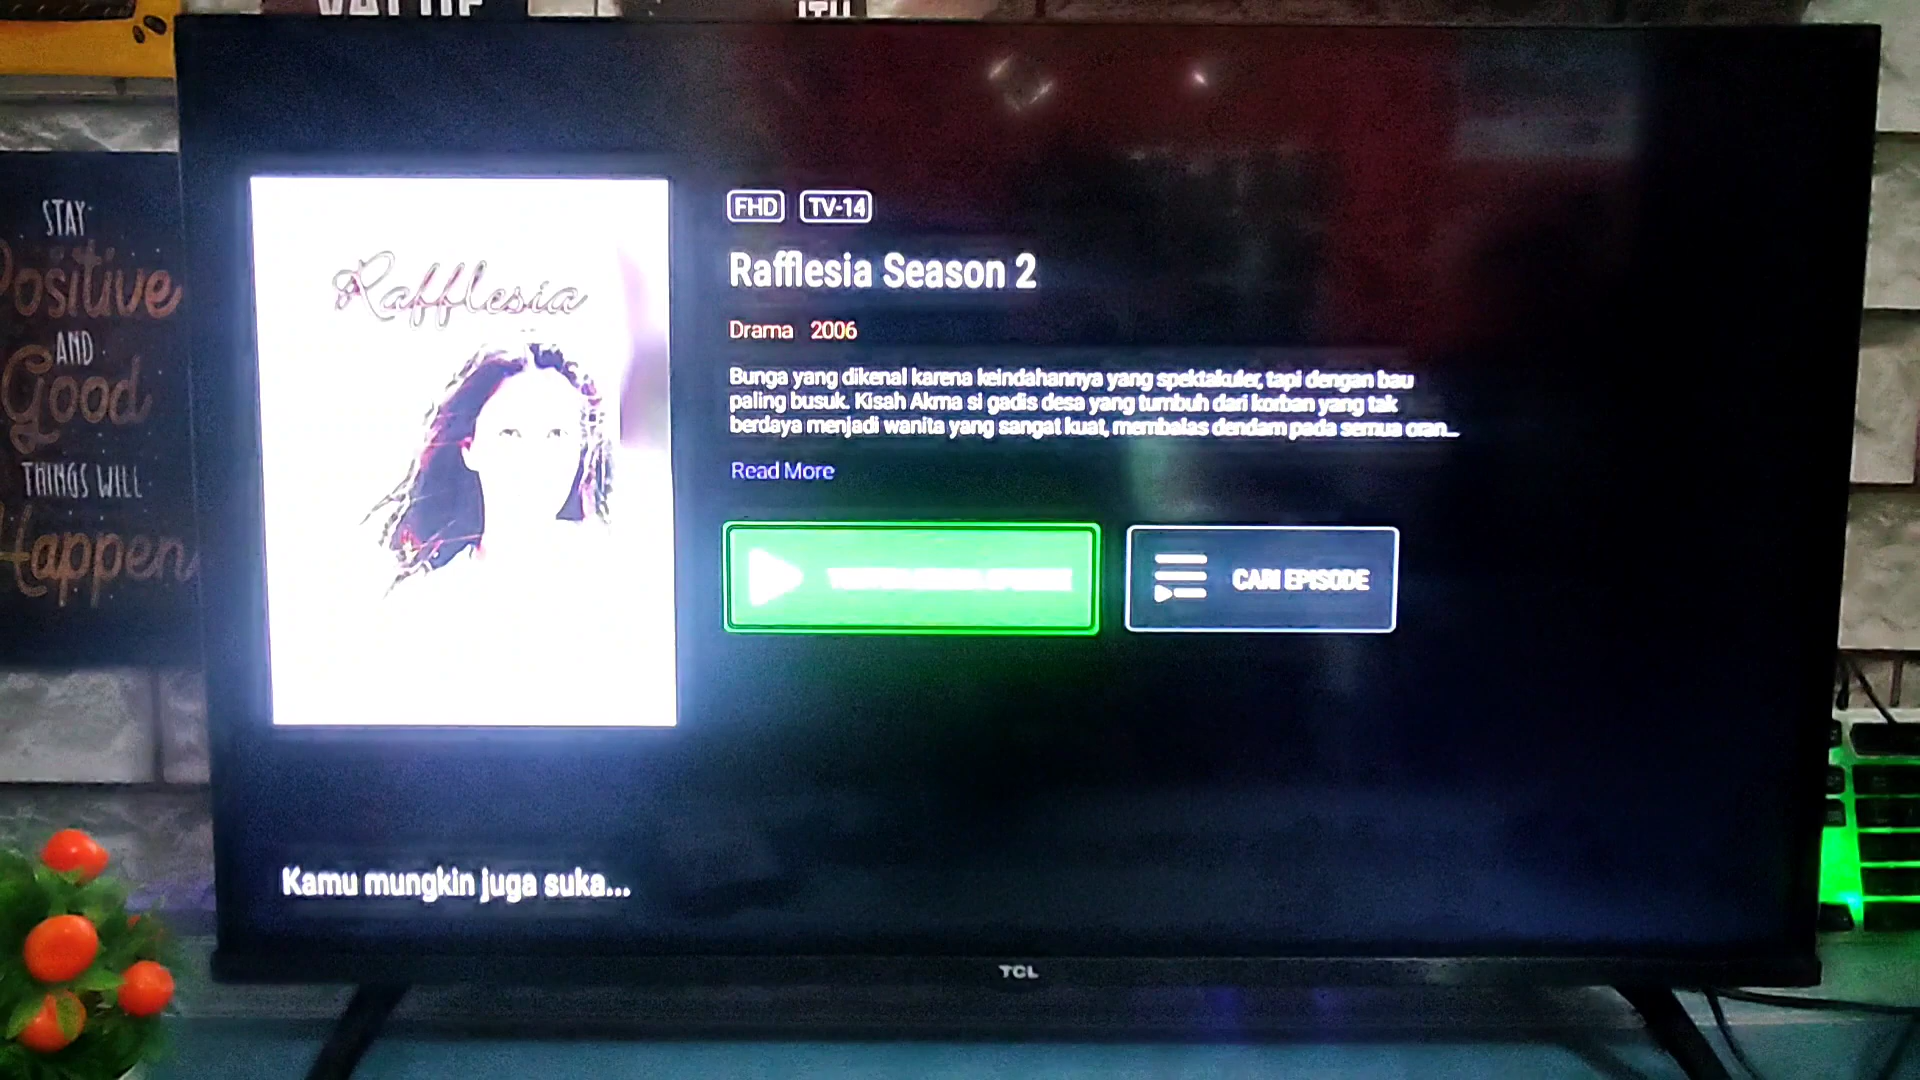 STAY
Positive
AND
Good
THINGS WILL
Happen
Rafflesia
FHD TV-14
Rafflesia Season 2
Drama 2006
Bunga yang dikenal karena keindahannya yang spektakuler, tapi dengan bau
paling busuk. Kisah Akma si gadis desa yang tumbuh dari korban yang tak
berdaya menjadi wanita yang sangat kuat, membalas dendam pada semua oran...
Read More
CARI EPISODE
Kamu mungkin juga suka...
TCL